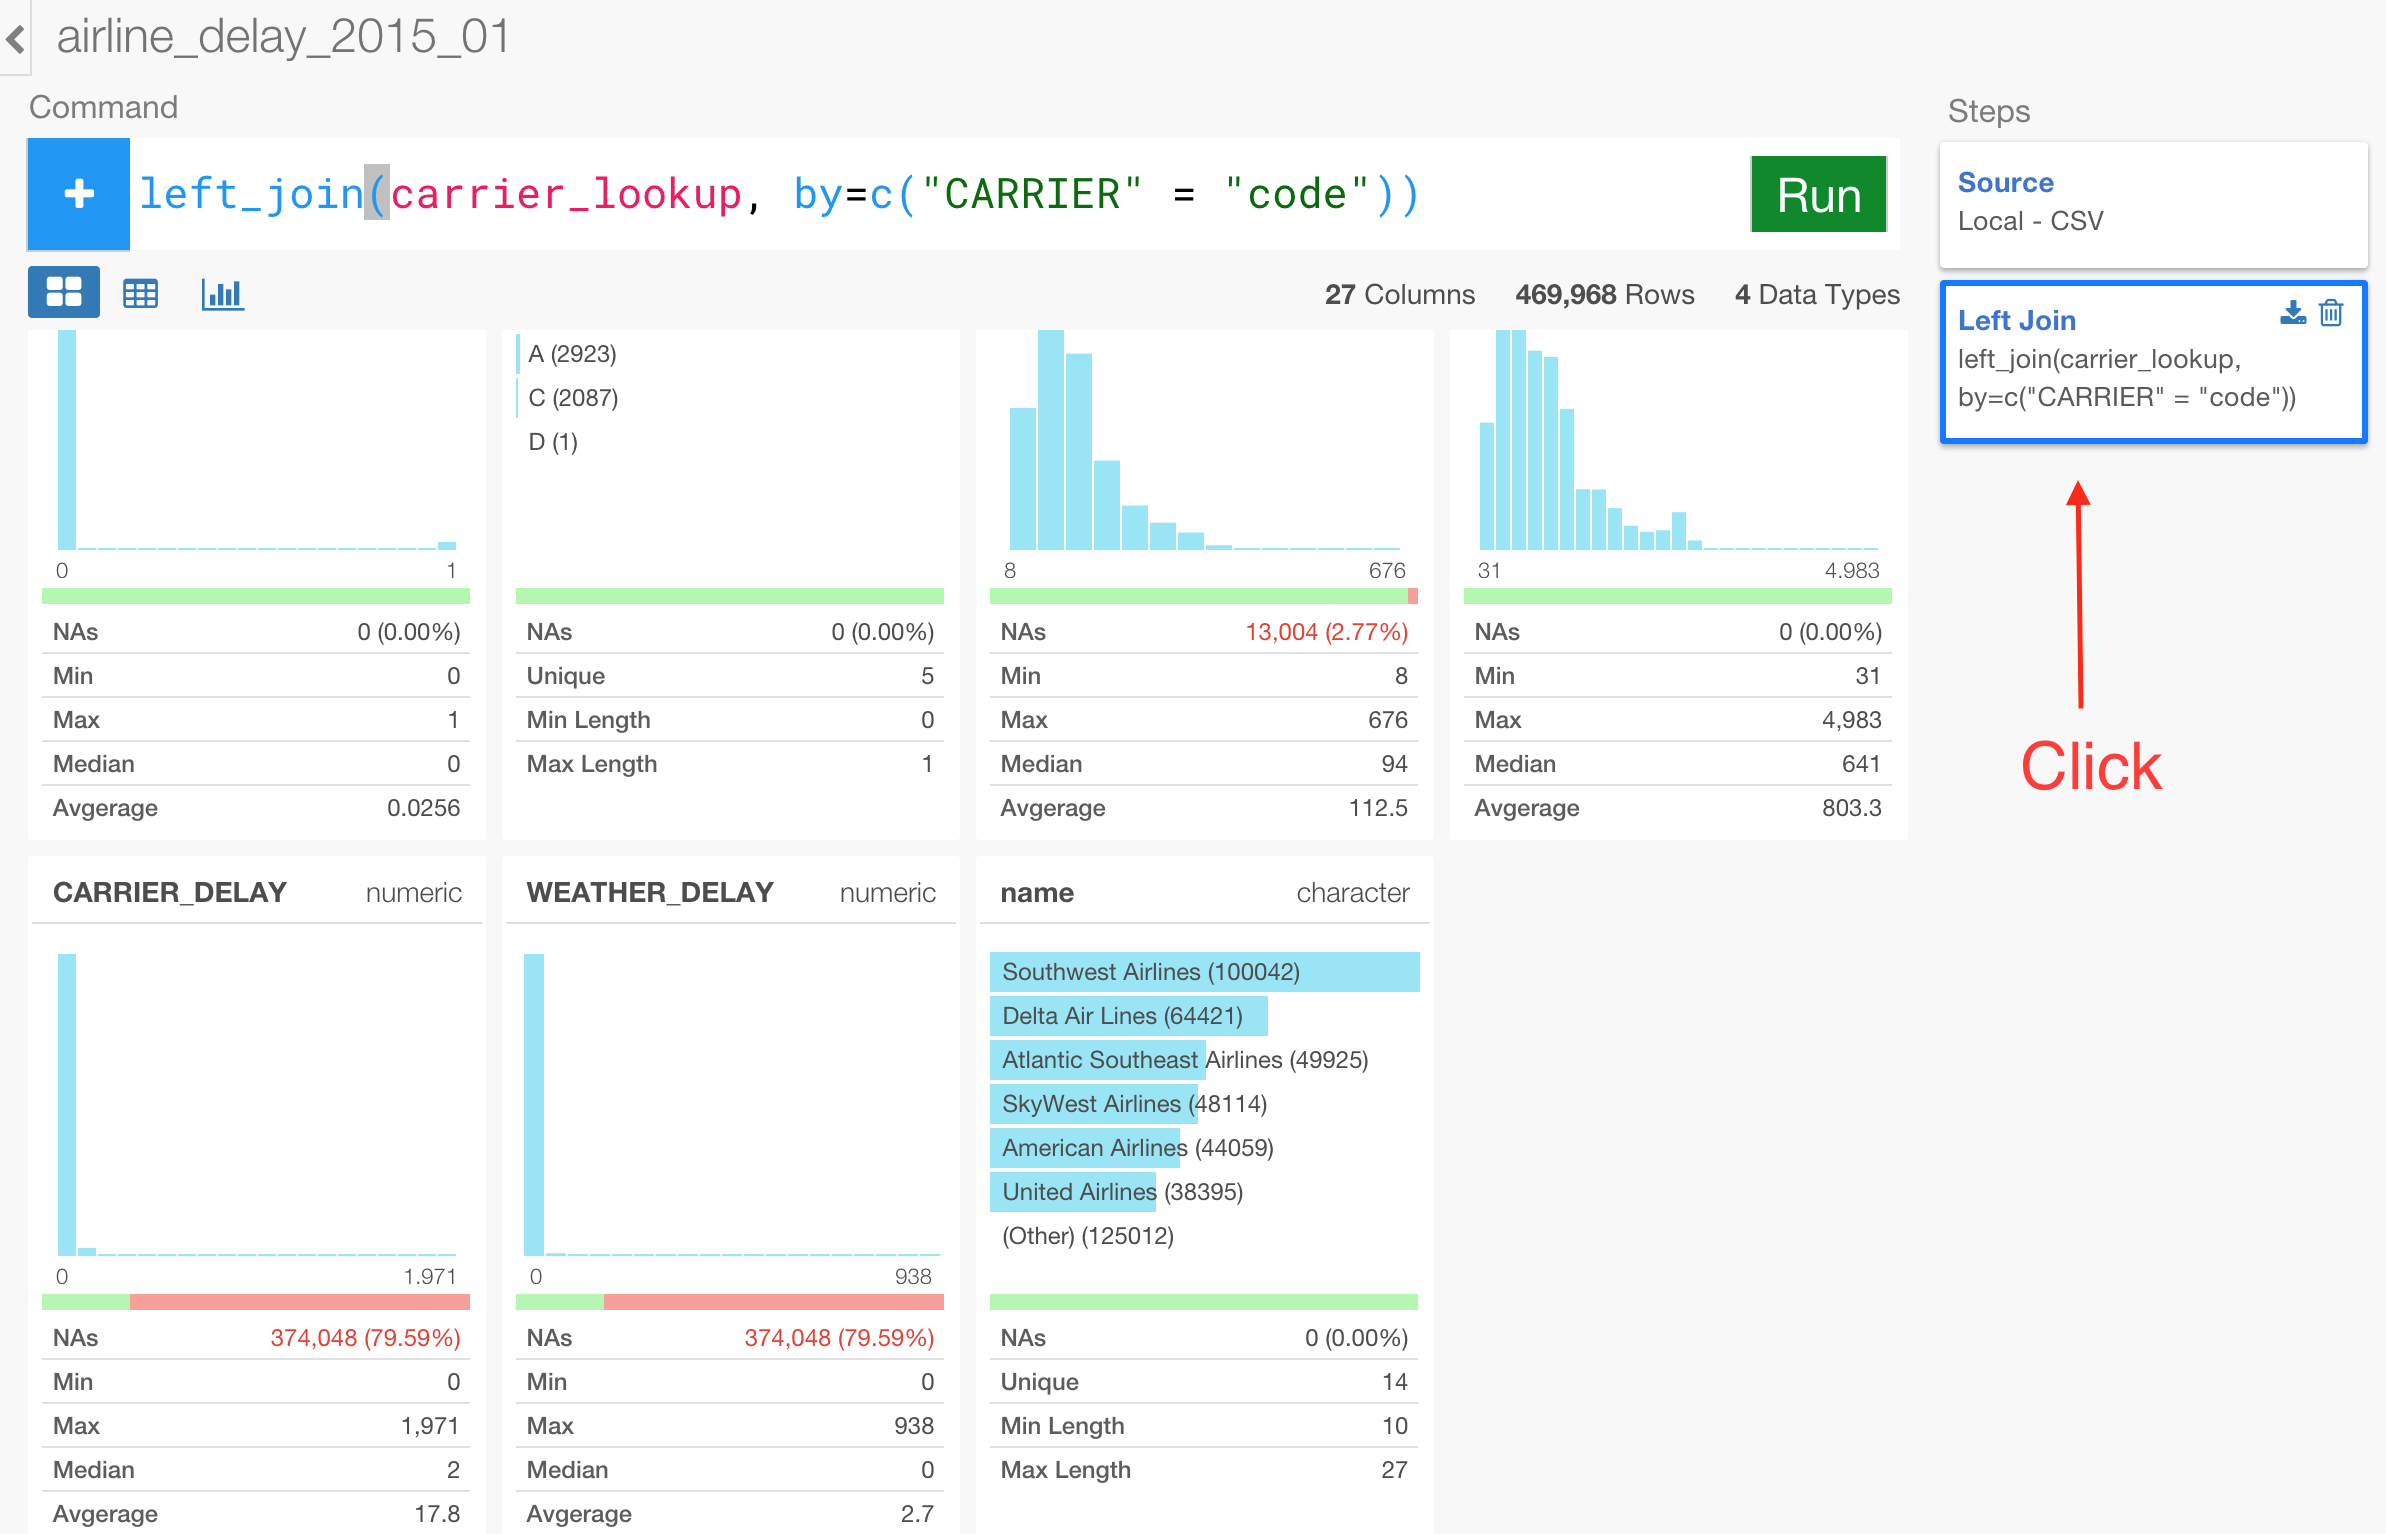 airline_delay_2015_01
Command
left_join(carrier_lookup, by=c("CARRIER" = "code"))
Run
27 Columns 469,968 Rows 4 Data Types
Steps
Source
Local - CSV
Left Join
left_join(carrier_lookup,
by=c("CARRIER" = "code"))
Click
0 1
NAs 0 (0.00%)
Min 0
Max 1
Median 0
Avgerage 0.0256
A (2923)
C (2087)
D (1)
NAs 0 (0.00%)
Unique 5
Min Length 0
Max Length 1
8 676
NAs 13,004 (2.77%)
Min 8
Max 676
Median 94
Avgerage 112.5
31 4.983
NAs 0 (0.00%)
Min 31
Max 4,983
Median 641
Avgerage 803.3
CARRIER_DELAY numeric
0 1.971
NAs 374,048 (79.59%)
Min 0
Max 1,971
Median 2
Avgerage 17.8
WEATHER_DELAY numeric
0 938
NAs 374,048 (79.59%)
Min 0
Max 938
Median 0
Avgerage 2.7
name character
Southwest Airlines (100042)
Delta Air Lines (64421)
Atlantic Southeast Airlines (49925)
SkyWest Airlines (48114)
American Airlines (44059)
United Airlines (38395)
(Other) (125012)
NAs 0 (0.00%)
Unique 14
Min Length 10
Max Length 27